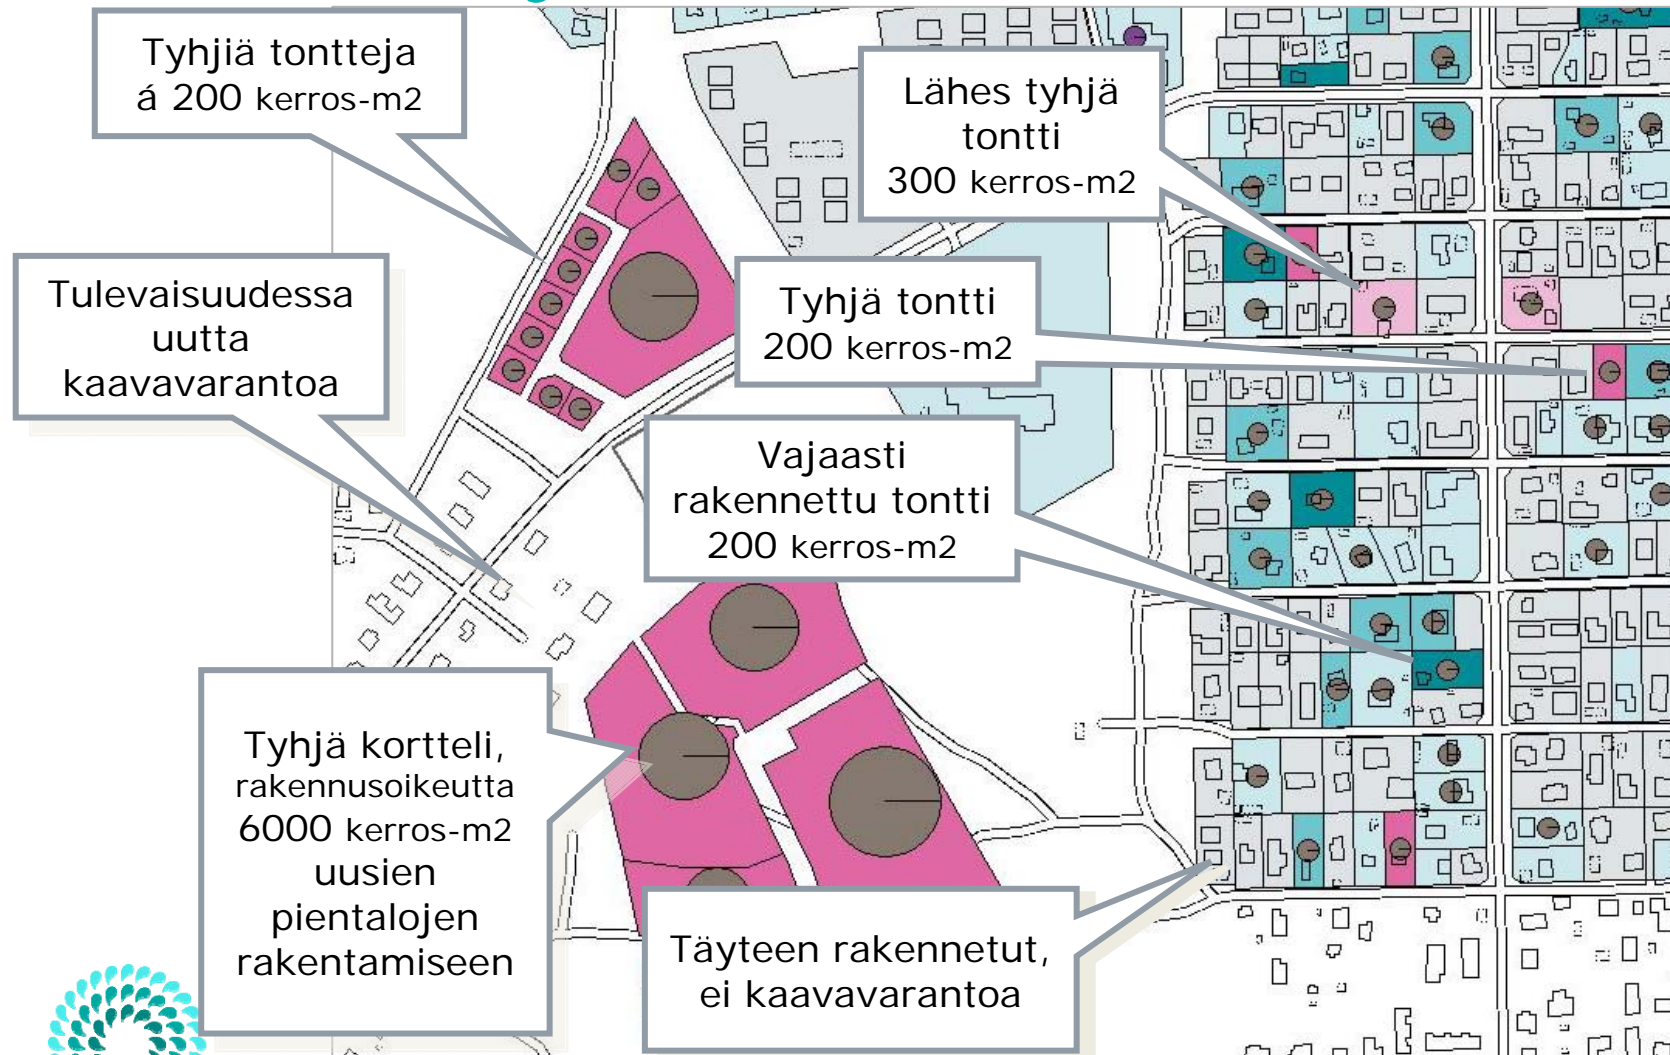 Tyhjiä tontteja
á 200 kerros-m2
Lähes tyhjä
tontti
300 kerros-m2
Tulevaisuudessa
uutta
kaavavarantoa
Tyhjä tontti
200 kerros-m2
Vajaasti
rakennettu tontti
200 kerros-m2
Tyhjä kortteli,
rakennusoikeutta
6000 kerros-m2
uusien
pientalojen
rakentamiseen
Täyteen rakennetut,
ei kaavavarantoa